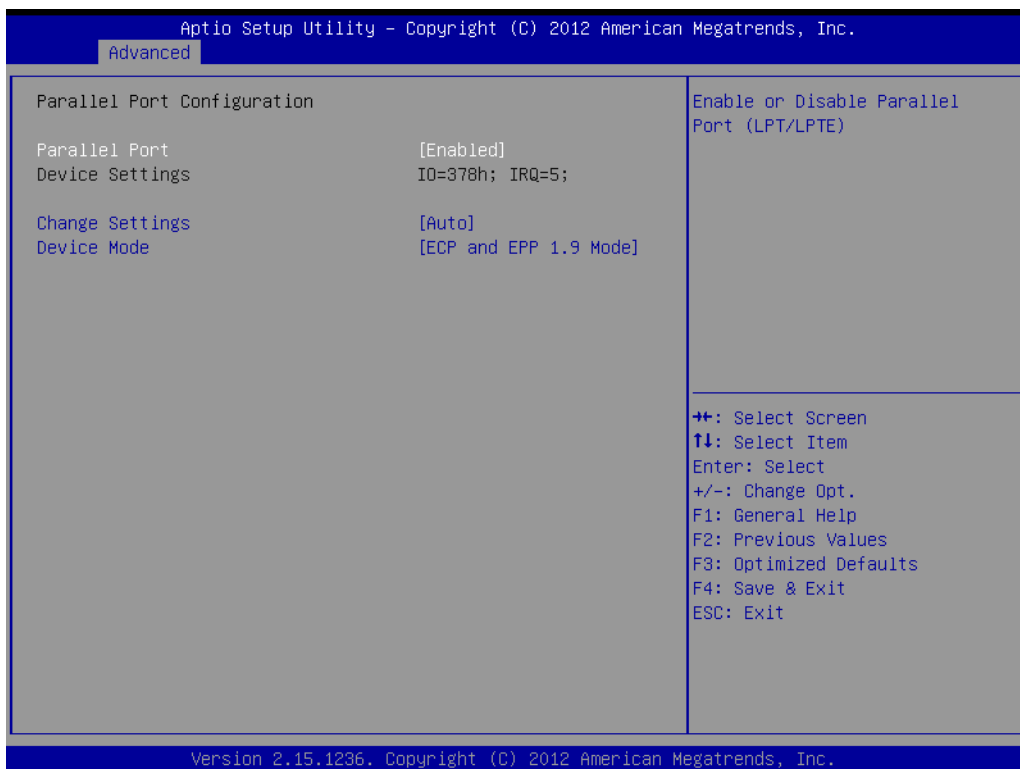 Aptio Setup Utility – Copyright (C) 2012 American Megatrends, Inc.
Advanced
Parallel Port Configuration
Parallel Port [Enabled]
Device Settings IO=378h; IRQ=5;
Change Settings [Auto]
Device Mode [ECP and EPP 1.9 Mode]
Enable or Disable Parallel
Port (LPT/LPTE)
→←: Select Screen
↑↓: Select Item
Enter: Select
+/-: Change Opt.
F1: General Help
F2: Previous Values
F3: Optimized Defaults
F4: Save & Exit
ESC: Exit
Version 2.15.1236. Copyright (C) 2012 American Megatrends, Inc.